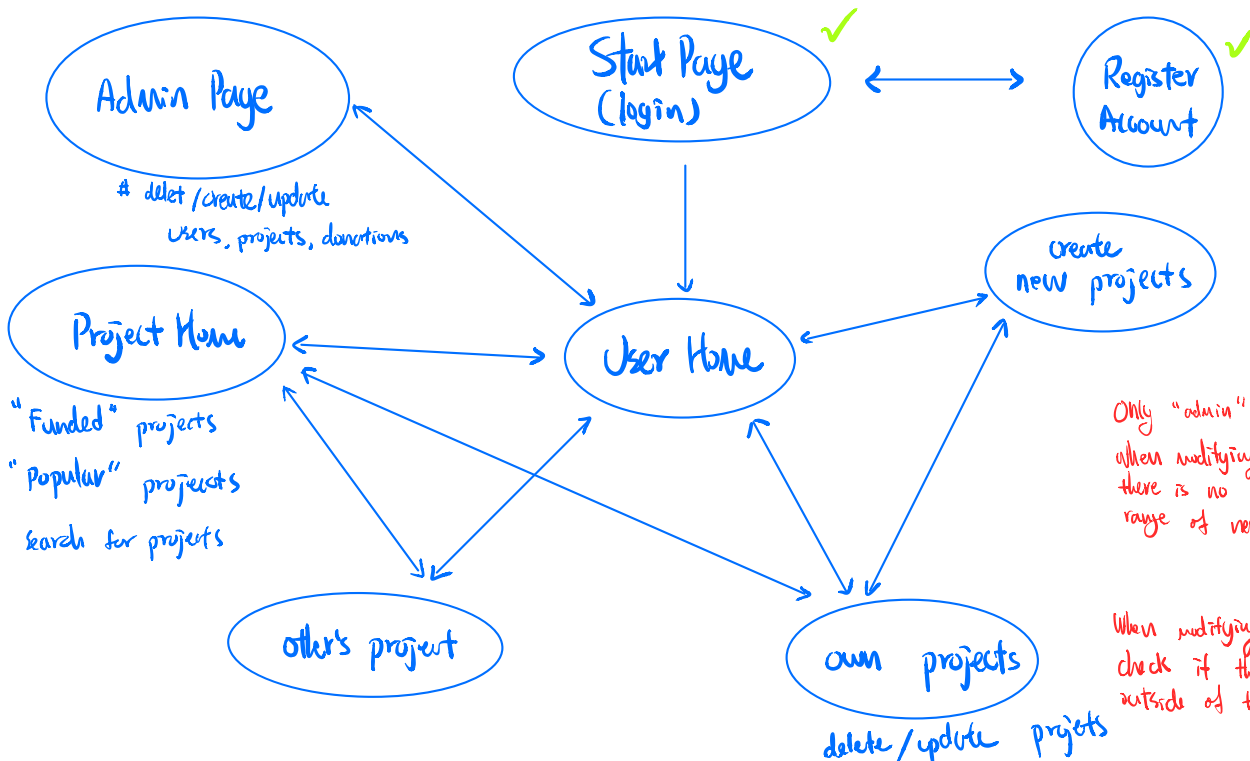 Admin Page
# delet/create/update
users, projects, donations
Start Page
(login)
Register
Account
create
new projects
Project Home
"Funded" projects
"Popular" projects
search for projects
User Home
other's project
own projects
delete/update projets
Only "admin"
when modifying
there is no
range of
When modifying
check if
outside of